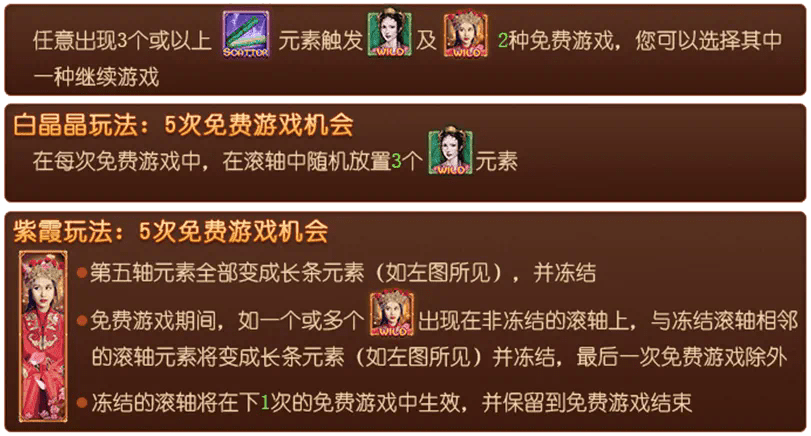 任意出现3个或以上 SCATTER 元素触发 WILD 及 WILD 2种免费游戏，您可以选择其中
一种继续游戏
白晶晶玩法：5次免费游戏机会
在每次免费游戏中，在滚轴中随机放置3个 WILD 元素
紫霞玩法：5次免费游戏机会
●第五轴元素全部变成长条元素（如左图所见），并冻结
●免费游戏期间，如一个或多个 WILD 出现在非冻结的滚轴上，与冻结滚轴相邻
的滚轴元素将变成长条元素（如左图所见）并冻结，最后一次免费游戏除外
●冻结的滚轴将在下1次的免费游戏中生效，并保留到免费游戏结束